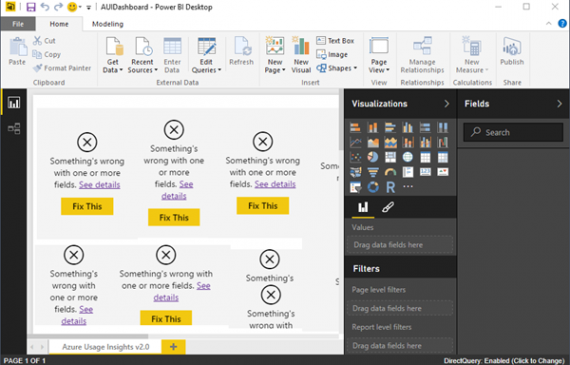 AUIDashboard - Power BI Desktop
File
Home
Modeling
Paste
Cut
Copy
Format Painter
Clipboard
Get
Data
Recent
Sources
Enter
Data
Edit
Queries
Refresh
External Data
New
Page
New
Visual
Text Box
Image
Shapes
Insert
Page
View
View
Manage
Relationships
Relationships
New
Measure
Calculations
Publish
Share
Something's
wrong with one
or more
fields. See details
Fix This
Something's
wrong with one
or more
fields. See
details
Fix This
Something's
wrong with one or
more fields. See
details
Fix This
Something's
wrong with
one or more
fields. See
details
Something's wrong with
one or more fields. See
details
Fix This
Something's
Something's
wrong with
Azure Usage Insights v2.0
Visualizations
Values
Drag data fields here
Filters
Page level filters
Drag data fields here
Report level filters
Drag data fields here
Fields
Search
PAGE 1 OF 1
DirectQuery: Enabled (Click to Change)